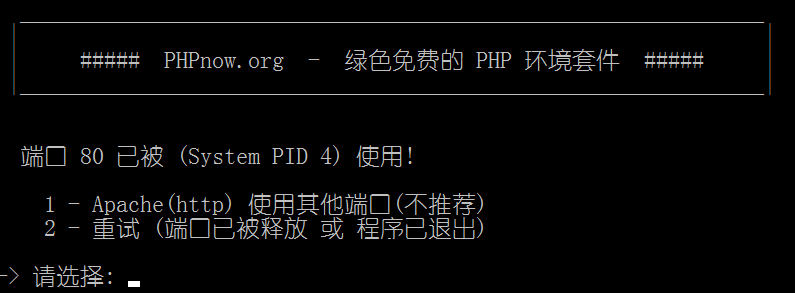 ##### PHPnow.org - 绿色免费的 PHP 环境套件 #####
端口 80 已被 (System PID 4) 使用!
1 - Apache(http) 使用其他端口(不推荐)
2 - 重试 (端口已被释放 或 程序已退出)
-> 请选择: